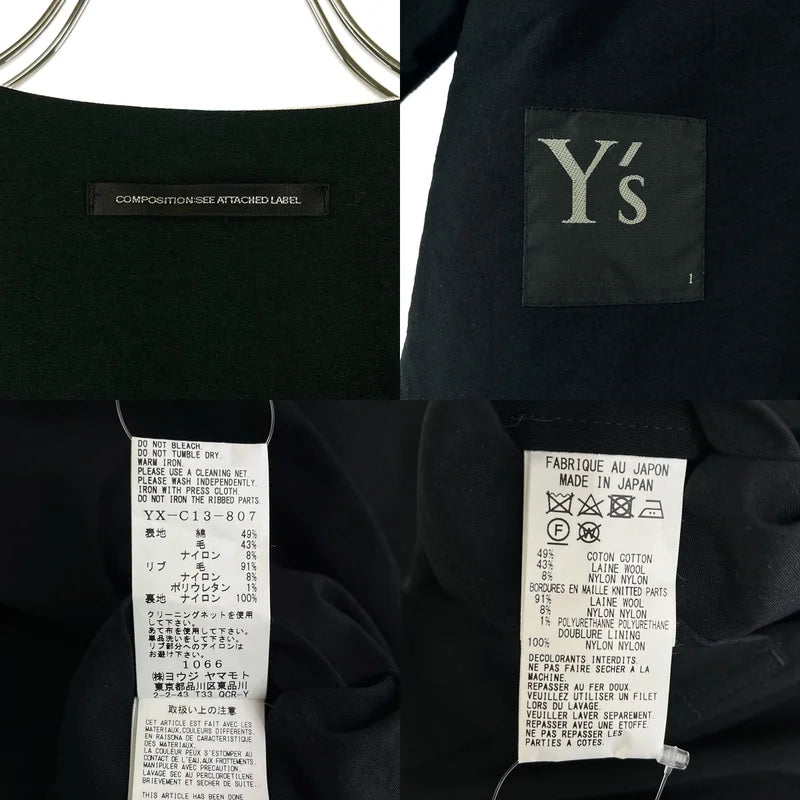 COMPOSITION:SEE ATTACHED LABEL
Y's
1
DO NOT BLEACH.
DO NOT TUMBLE DRY.
WARM IRON.
PLEASE USE A CLEANING NET.
PLEASE WASH INDEPENDENTLY.
IRON WITH PRESS CLOTH.
DO NOT IRON THE RIBBED PARTS.
YX-C13-807
表地 綿 49%
毛 43%
ナイロン 8%
リブ 毛 91%
ナイロン 8%
ポリウレタン 1%
裏地 ナイロン 100%
クリーニングネットを使用
して下さい。
あて布を使用して下さい。
単品洗いをして下さい。
リブ部分へのアイロンは
お避け下さい。
1066
㈱ヨウジ ヤマモト
東京都品川区東品川
2-2-43 T33 QCR-Y
取扱い上の注意
CET ARTICLE EST FAIT AVEC LES
MATERIAUX,COULEURS DIFFERENTS.
EN RAISONA DE CARACTERISTIQUE
DES MATERIAUX.
LA COULEUR PEUX S'ESTOMPER AU
CONTACT DE L'EAU,AUX FROTTEMENTS.
MANIPULER AVEC PRECAUTION.
LAVAGE SEC AU PERCLOROETILENE
BRIEVEMENT ET SECHER DE SUITE.
THIS ARTICLE HAS BEEN DONE
FABRIQUE AU JAPON
MADE IN JAPAN
F
W
49% COTON COTTON
43% LAINE WOOL
8% NYLON NYLON
BORDURES EN MAILLE KNITTED PARTS
91% LAINE WOOL
8% NYLON NYLON
1% POLYURETHANNE POLYURETHANE
DOUBLURE LINING
100% NYLON NYLON
DECOLORANTS INTERDITS.
NE PAS FAIRE SECHER A LA
MACHINE.
REPASSER AU FER DOUX.
VEUILLEZ UTILISER UN FILET
LORS DU LAVAGE.
VEUILLER LAVER SEPAREMENT.
REPASSER AVEC UNE ETOFFE.
NE PAS REPASSER LES
PARTIES A COTES.